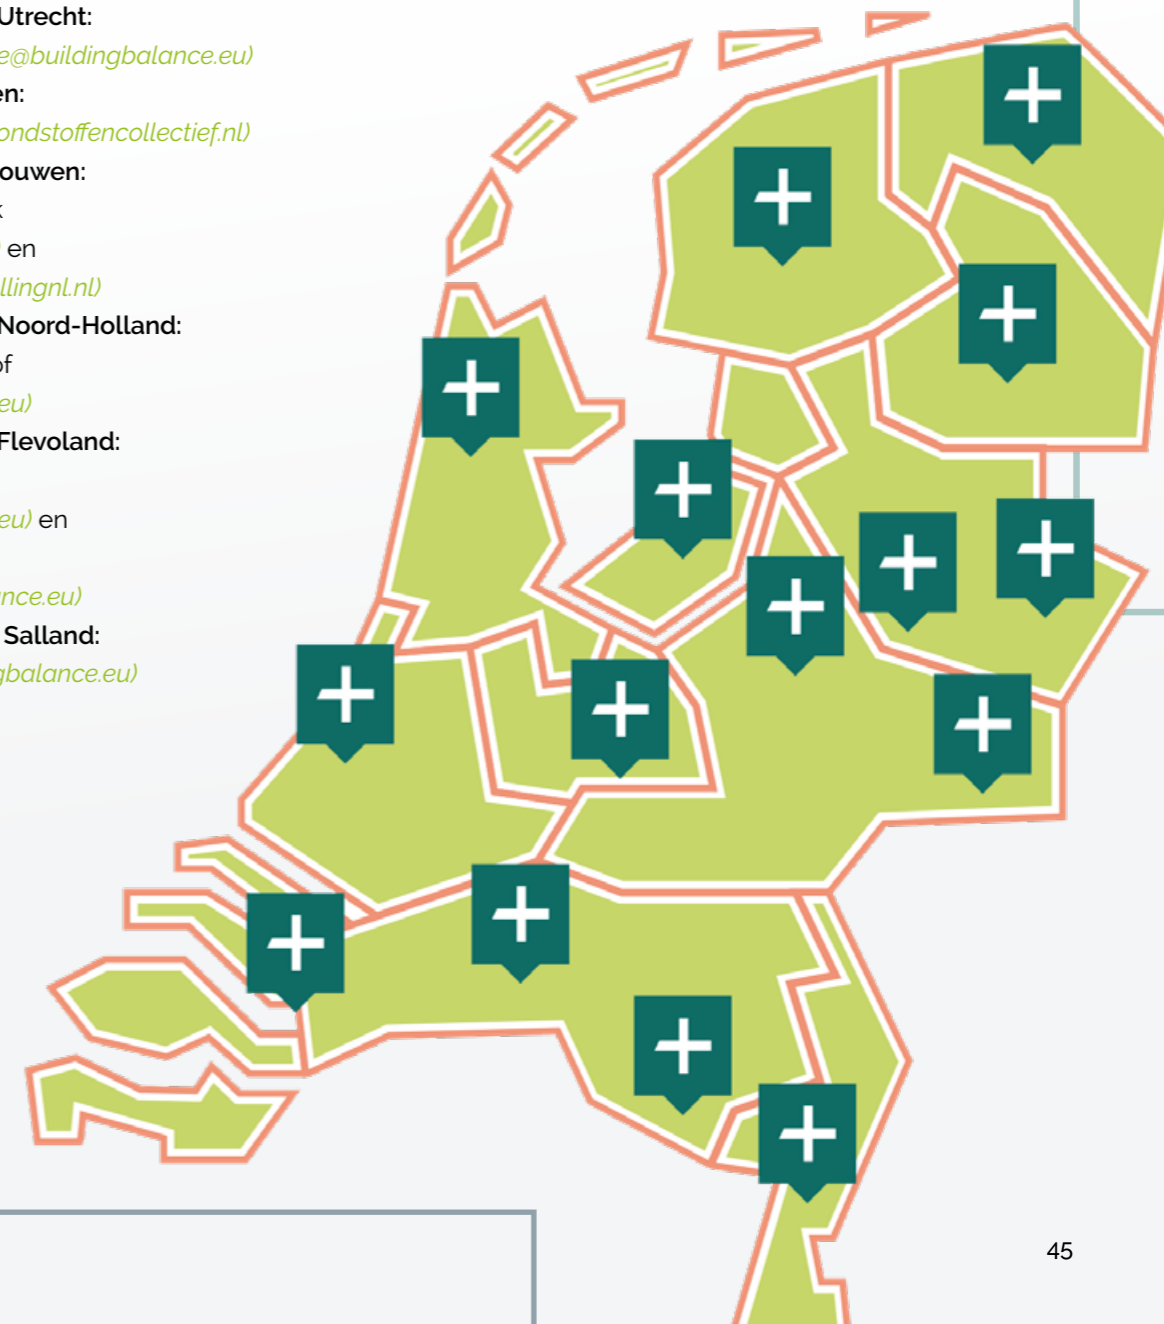 Utrecht:
e@buildingbalance.eu)
en:
ondstoffencollectief.nl)
ouwen:
k
en
llingnl.nl)
Noord-Holland:
of
eu)
Flevoland:
eu) en
nce.eu)
Salland:
gbalance.eu)
45